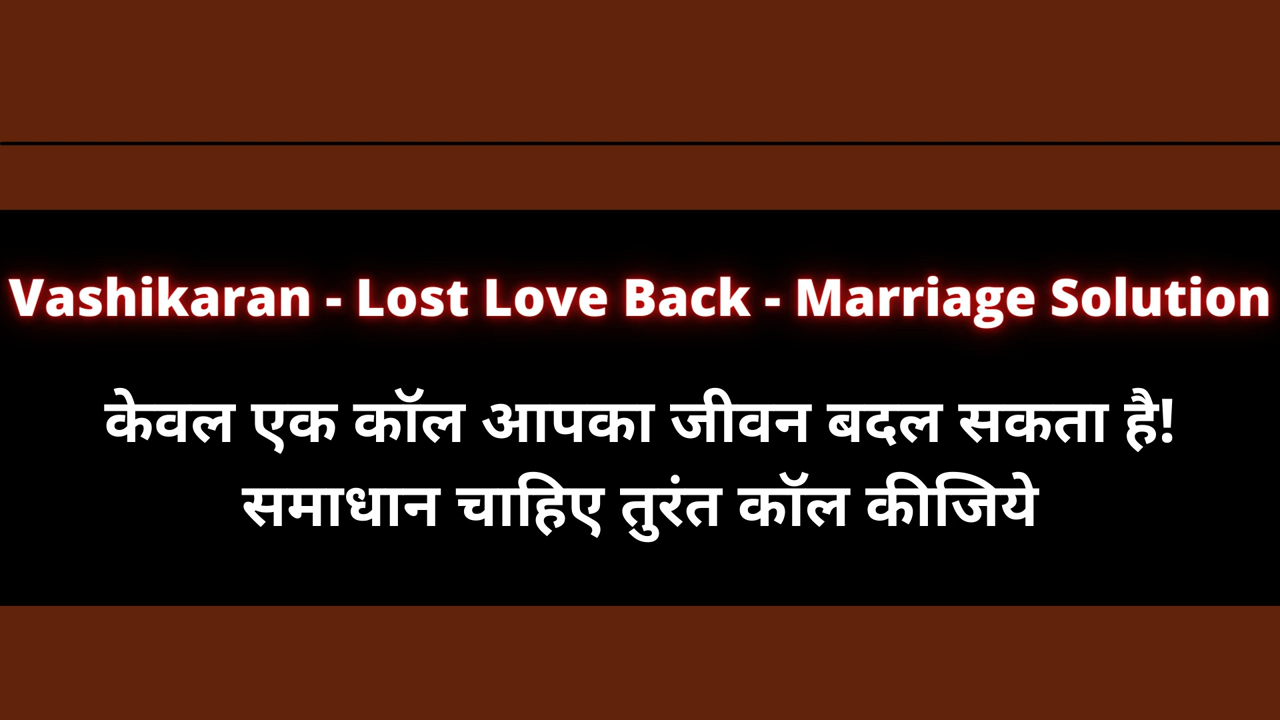 Vashikaran - Lost Love Back - Marriage Solution
केवल एक कॉल आपका जीवन बदल सकता है!
समाधान चाहिए तुरंत कॉल कीजिये